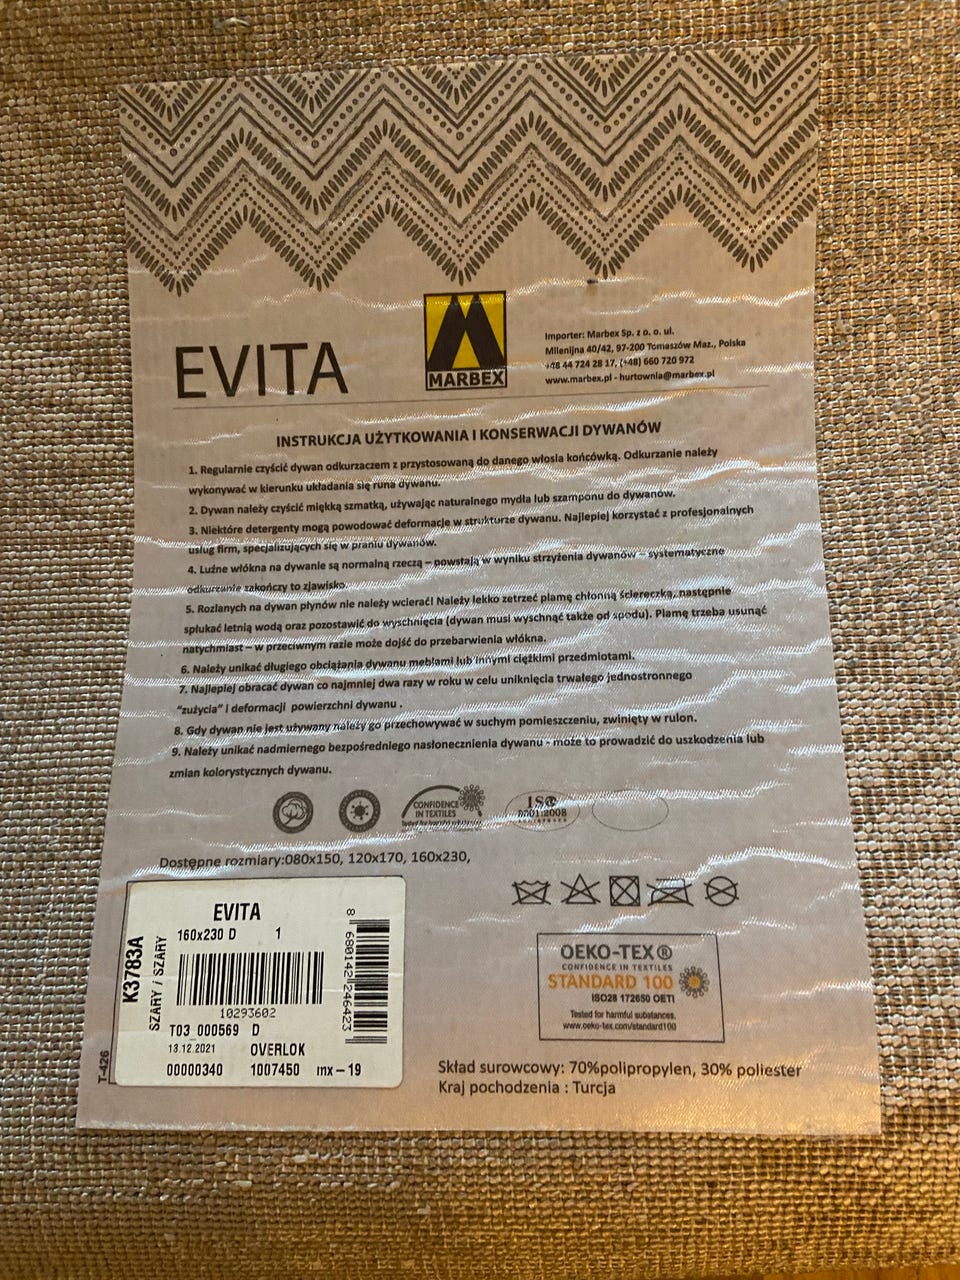 EVITA
MARBEX
Importer: Marbex Sp. z o. o. ul.
Milenijna 40/42, 97-200 Tomaszów Maz., Polska
+48 44 724 28 17, (+48) 660 720 972
www.marbex.pl - hurtownia@marbex.pl
INSTRUKCJA UŻYTKOWANIA I KONSERWACJI DYWANÓW
1. Regularnie czyścić dywan odkurzaczem z przystosowaną do danego włosia końcówką. Odkurzanie należy
wykonywać w kierunku układania się runa dywanu.
2. Dywan należy czyścić miękką szmatką, używając naturalnego mydła lub szamponu do dywanów.
3. Niektóre detergenty mogą powodować deformacje w strukturze dywanu. Najlepiej korzystać z profesjonalnych
usług firm, specjalizujących się w praniu dywanów.
4. Luźne włókna na dywanie są normalną rzeczą – powstają w wyniku strzyżenia dywanów – systematyczne
odkurzanie zakończy to zjawisko.
5. Rozlanych na dywan płynów nie należy wcierać! Należy lekko zetrzeć plamę chłonną ściereczką, następnie
spłukać letnią wodą oraz pozostawić do wyschnięcia (dywan musi wyschnąć także od spodu). Plamę trzeba usunąć
natychmiast – w przeciwnym razie może dojść do przebarwienia włókna.
6. Należy unikać długiego obciążania dywanu meblami lub innymi ciężkimi przedmiotami.
7. Najlepiej obracać dywan co najmniej dwa razy w roku w celu uniknięcia trwałego jednostronnego
"zużycia" i deformacji powierzchni dywanu .
8. Gdy dywan nie jest używany należy go przechowywać w suchym pomieszczeniu, zwinięty w rulon.
9. Należy unikać nadmiernego bezpośredniego nasłonecznienia dywanu - może to prowadzić do uszkodzenia lub
zmian kolorystycznych dywanu.
CONFIDENCE
IN TEXTILES
Tested for harmful
ISO
9001:2008
Dostępne rozmiary:080x150, 120x170, 160x230,
EVITA
160x230 D 1
K3783A
SZARY / SZARY
10293602
8 680142 246423
T03 000569 D
13.12.2021 OVERLOK
00000340 1007450 mx-19
T-426
OEKO-TEX®
CONFIDENCE IN TEXTILES
STANDARD 100
ISO28 172650 OETI
Tested for harmful substances.
www.oeko-tex.com/standard100
Skład surowcowy: 70%polipropylen, 30% poliester
Kraj pochodzenia : Turcja